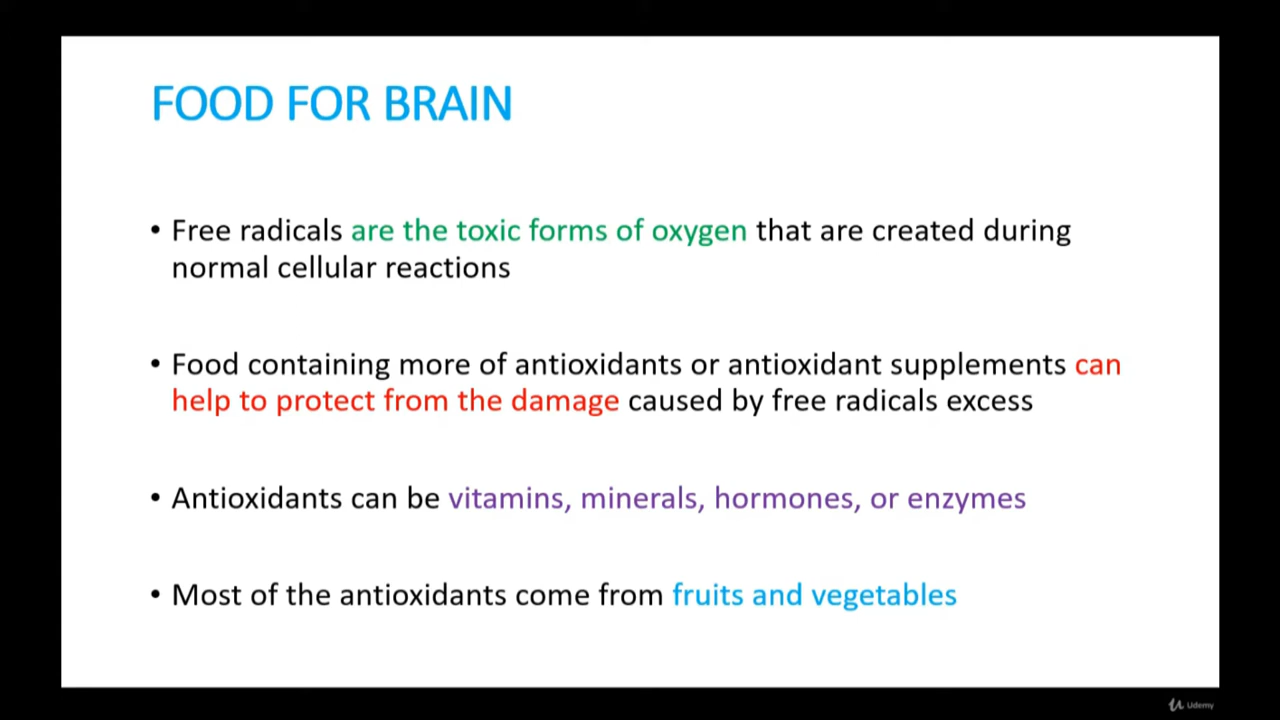 FOOD FOR BRAIN
• Free radicals are the toxic forms of oxygen that are created during
normal cellular reactions
• Food containing more of antioxidants or antioxidant supplements can
help to protect from the damage caused by free radicals excess
• Antioxidants can be vitamins, minerals, hormones, or enzymes
• Most of the antioxidants come from fruits and vegetables
Udemy